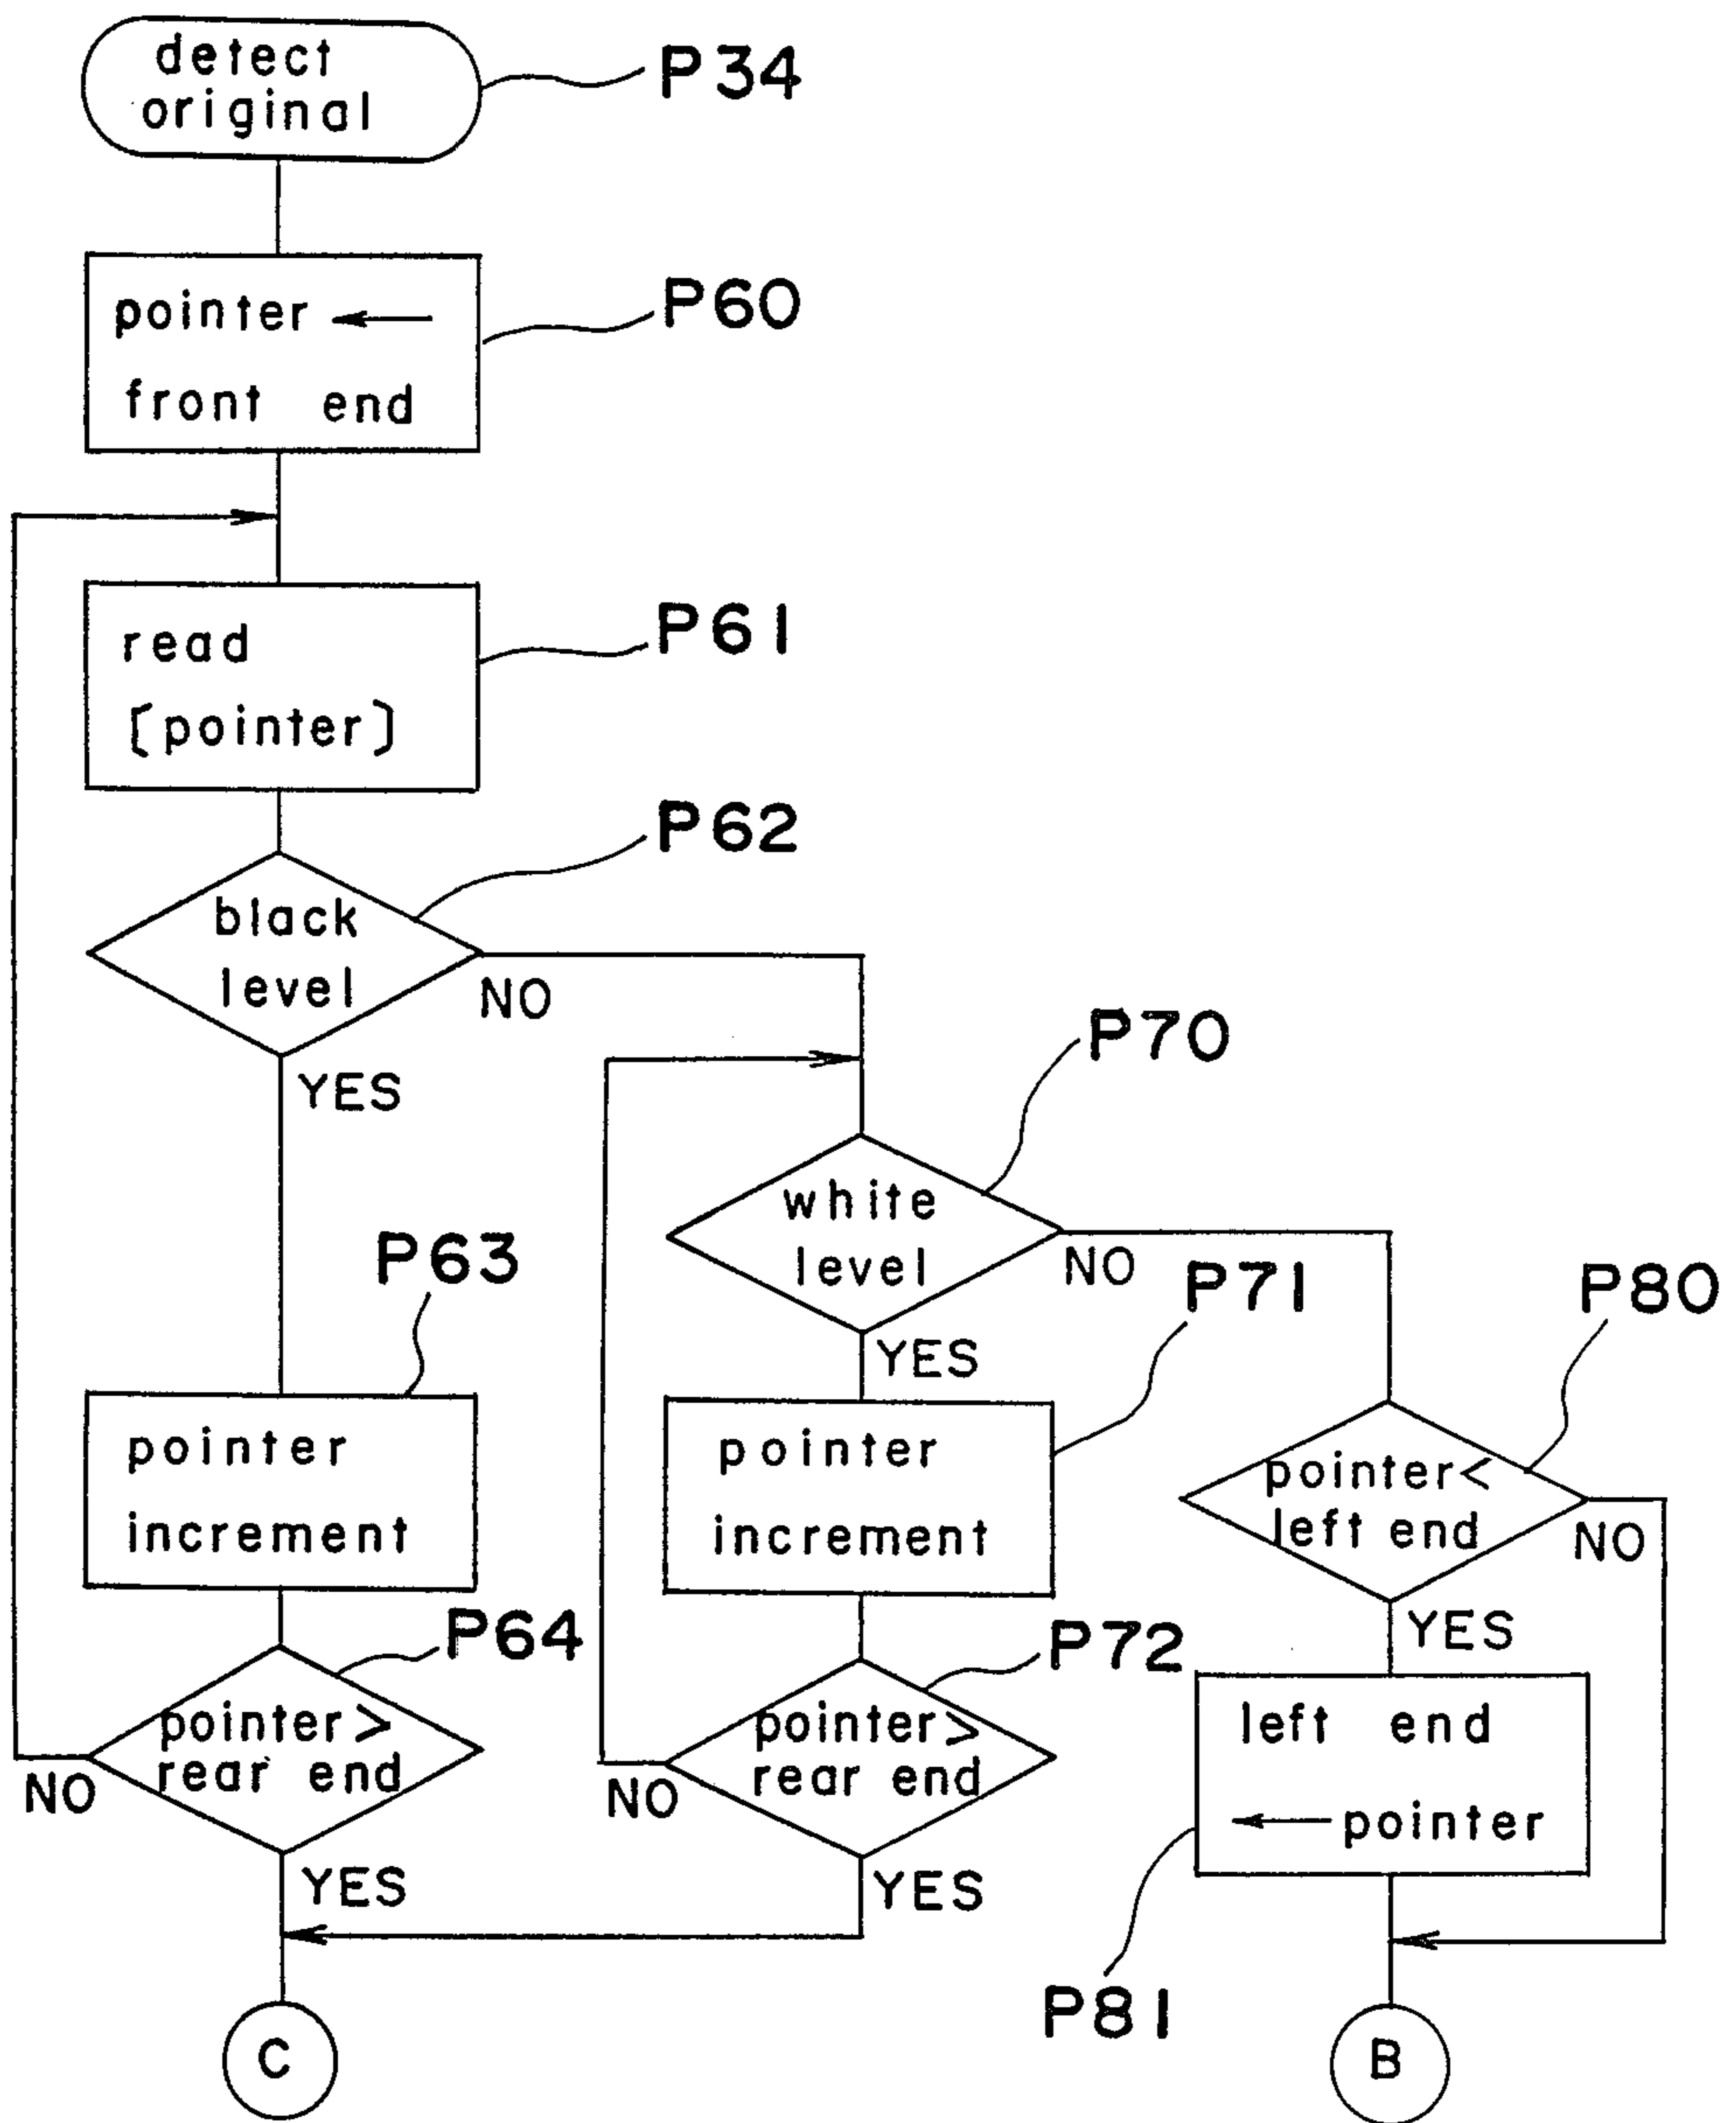 detect
original
P34
pointer ←
front end
P60
read
[pointer]
P61
P62
black
level
NO
YES
P70
white
level
NO
YES
P63
pointer
increment
P71
pointer
increment
P80
pointer<
left end
NO
YES
P64
pointer>
rear end
NO
YES
P72
pointer>
rear end
NO
YES
left end
← pointer
P81
C
B